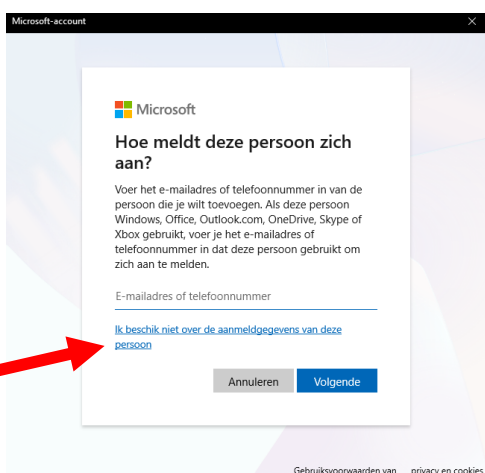 Microsoft-account
Microsoft
Hoe meldt deze persoon zich
aan?
Voer het e-mailadres of telefoonnummer in van de
persoon die je wilt toevoegen. Als deze persoon
Windows, Office, Outlook.com, OneDrive, Skype of
Xbox gebruikt, voer je het e-mailadres of
telefoonnummer in dat deze persoon gebruikt om
zich aan te melden.
E-mailadres of telefoonnummer
Ik beschik niet over de aanmeldgegevens van deze
persoon
Annuleren Volgende
Gebruiksvoorwaarden van privacy en cookies